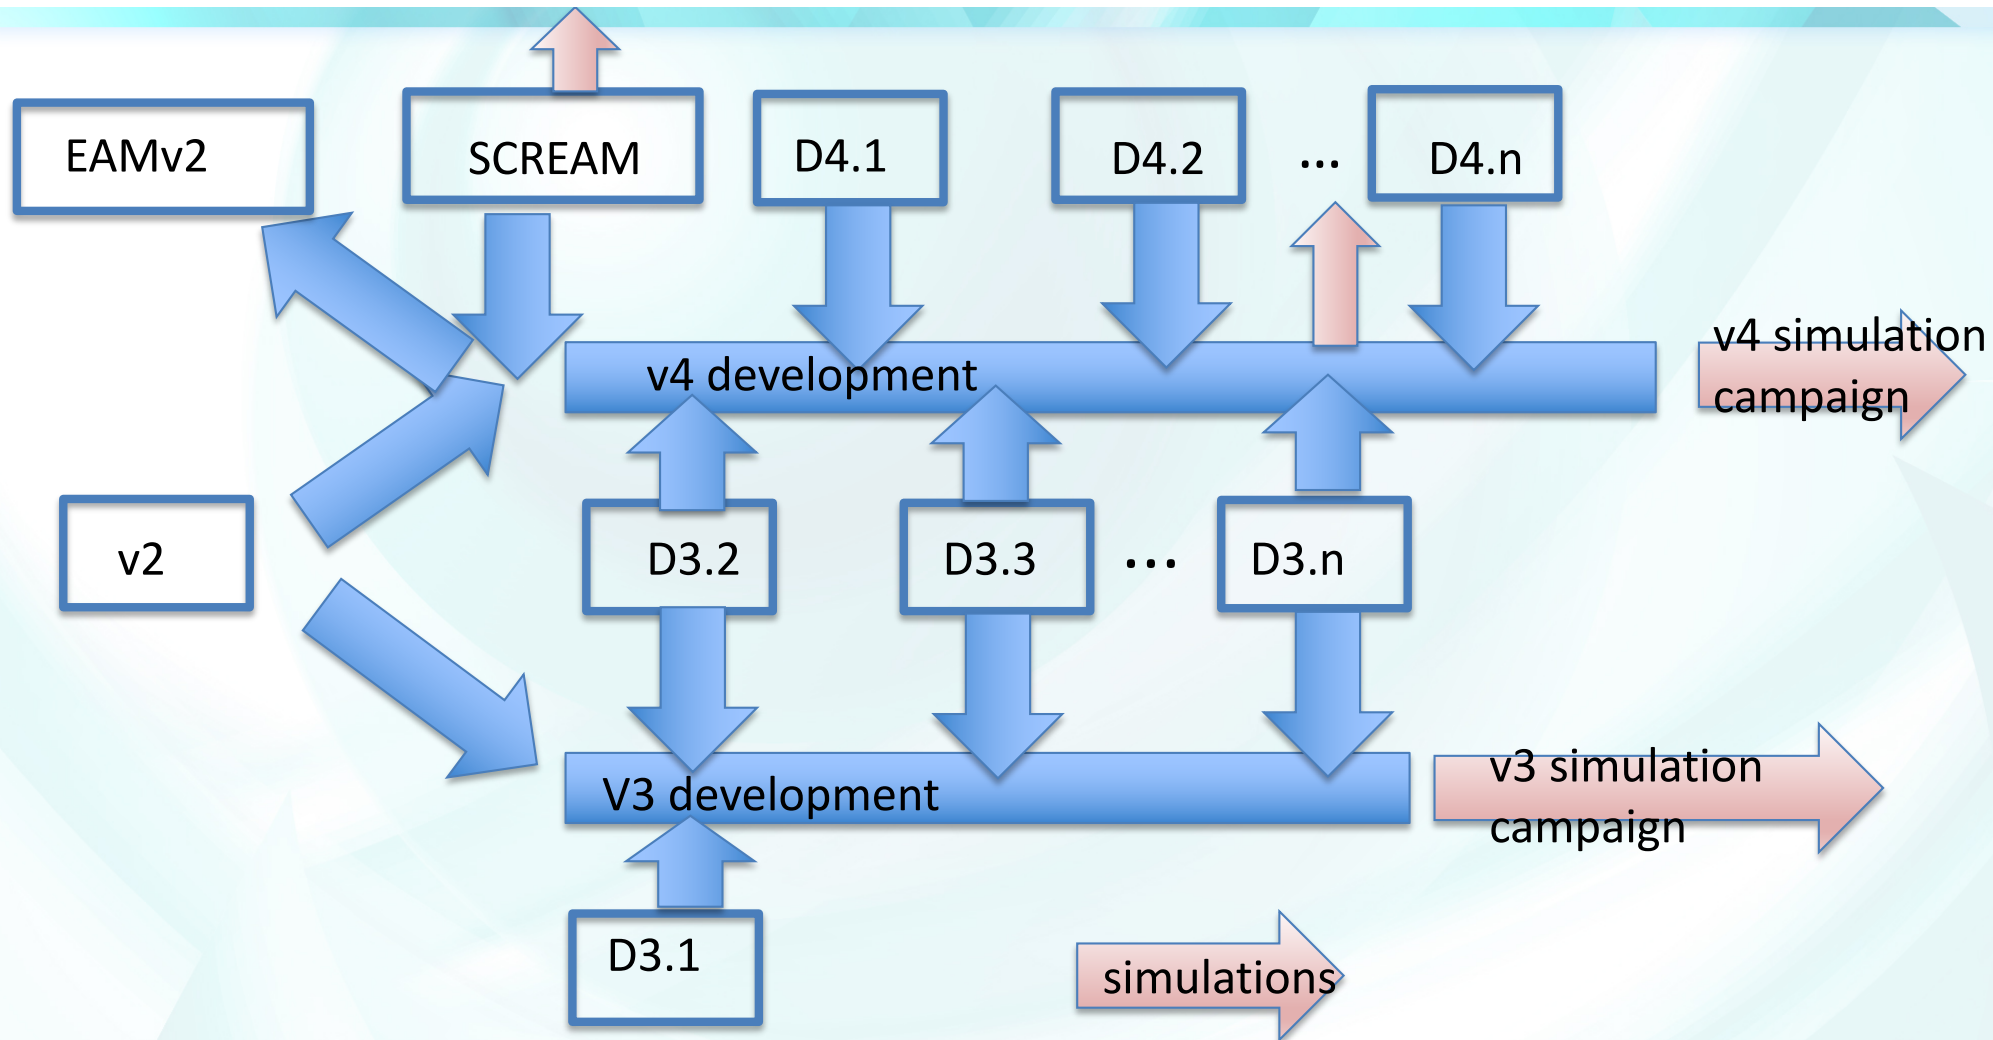 EAMv2
SCREAM
D4.1
D4.2
...
D4.n
v4 development
v4 simulation
campaign
v2
D3.2
D3.3
...
D3.n
V3 development
v3 simulation
campaign
D3.1
simulations